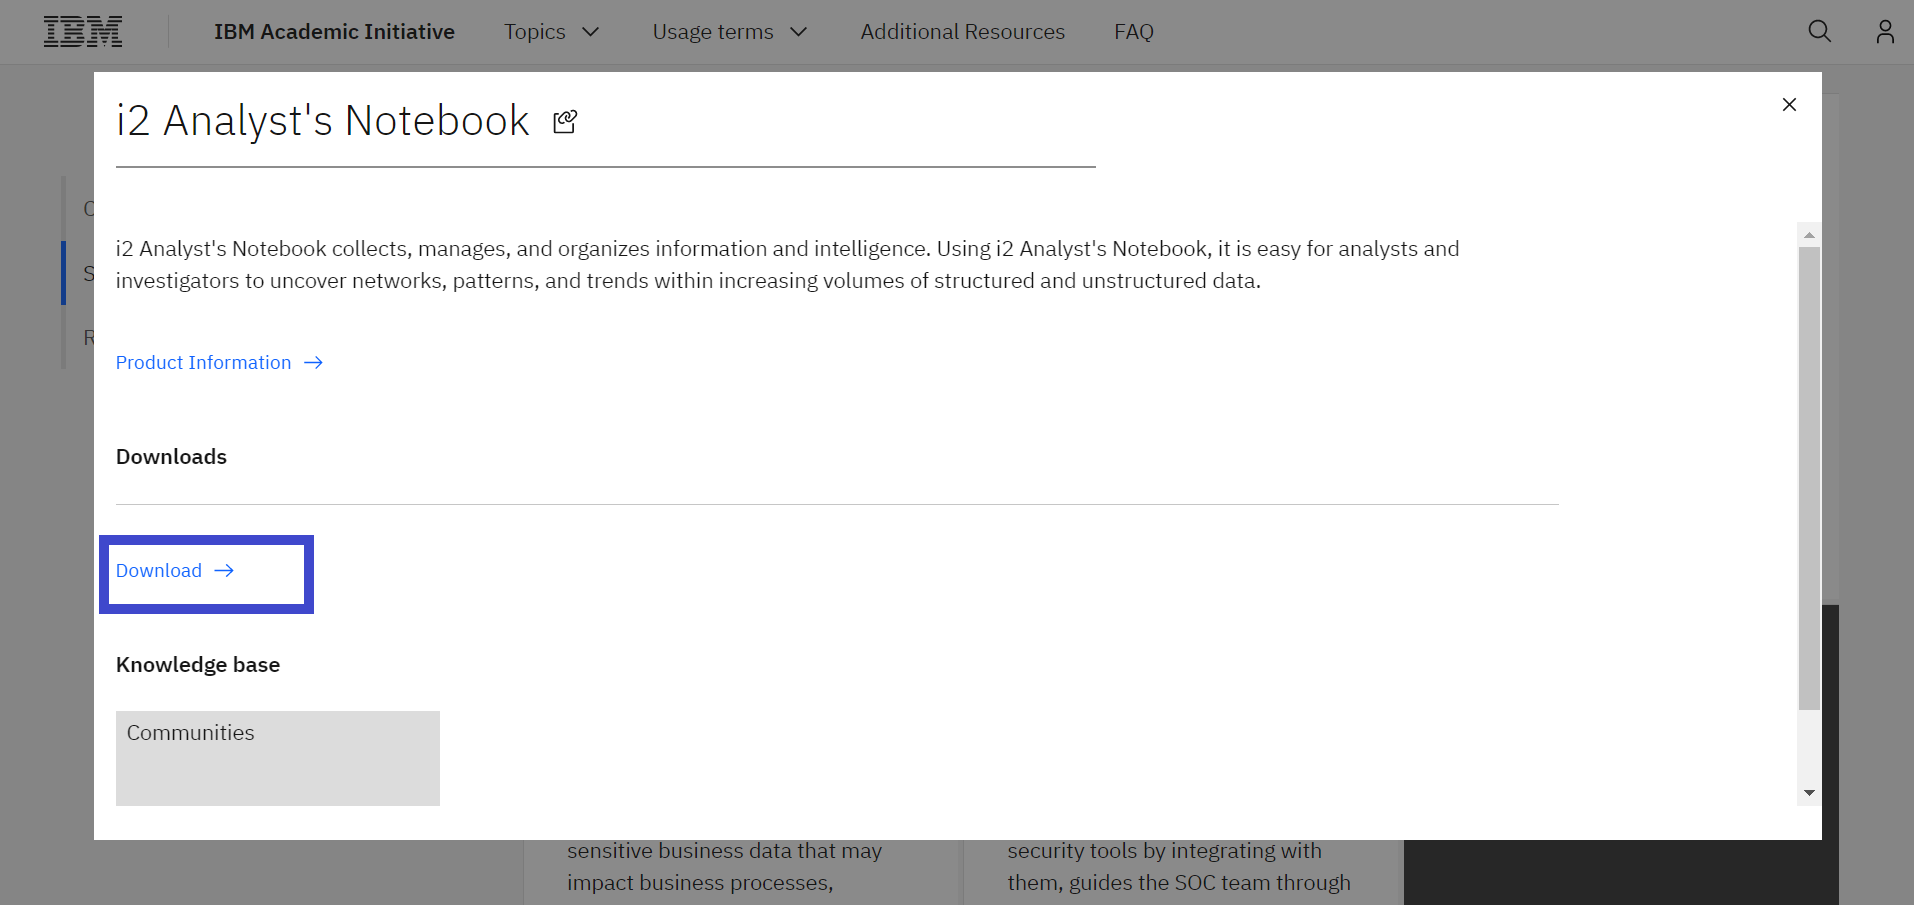 IBM
IBM Academic Initiative
Topics
Usage terms
Additional Resources
FAQ
i2 Analyst's Notebook
i2 Analyst's Notebook collects, manages, and organizes information and intelligence. Using i2 Analyst's Notebook, it is easy for analysts and
investigators to uncover networks, patterns, and trends within increasing volumes of structured and unstructured data.
Product Information
Downloads
Download
Knowledge base
Communities
sensitive business data that may
impact business processes,
security tools by integrating with
them, guides the SOC team through